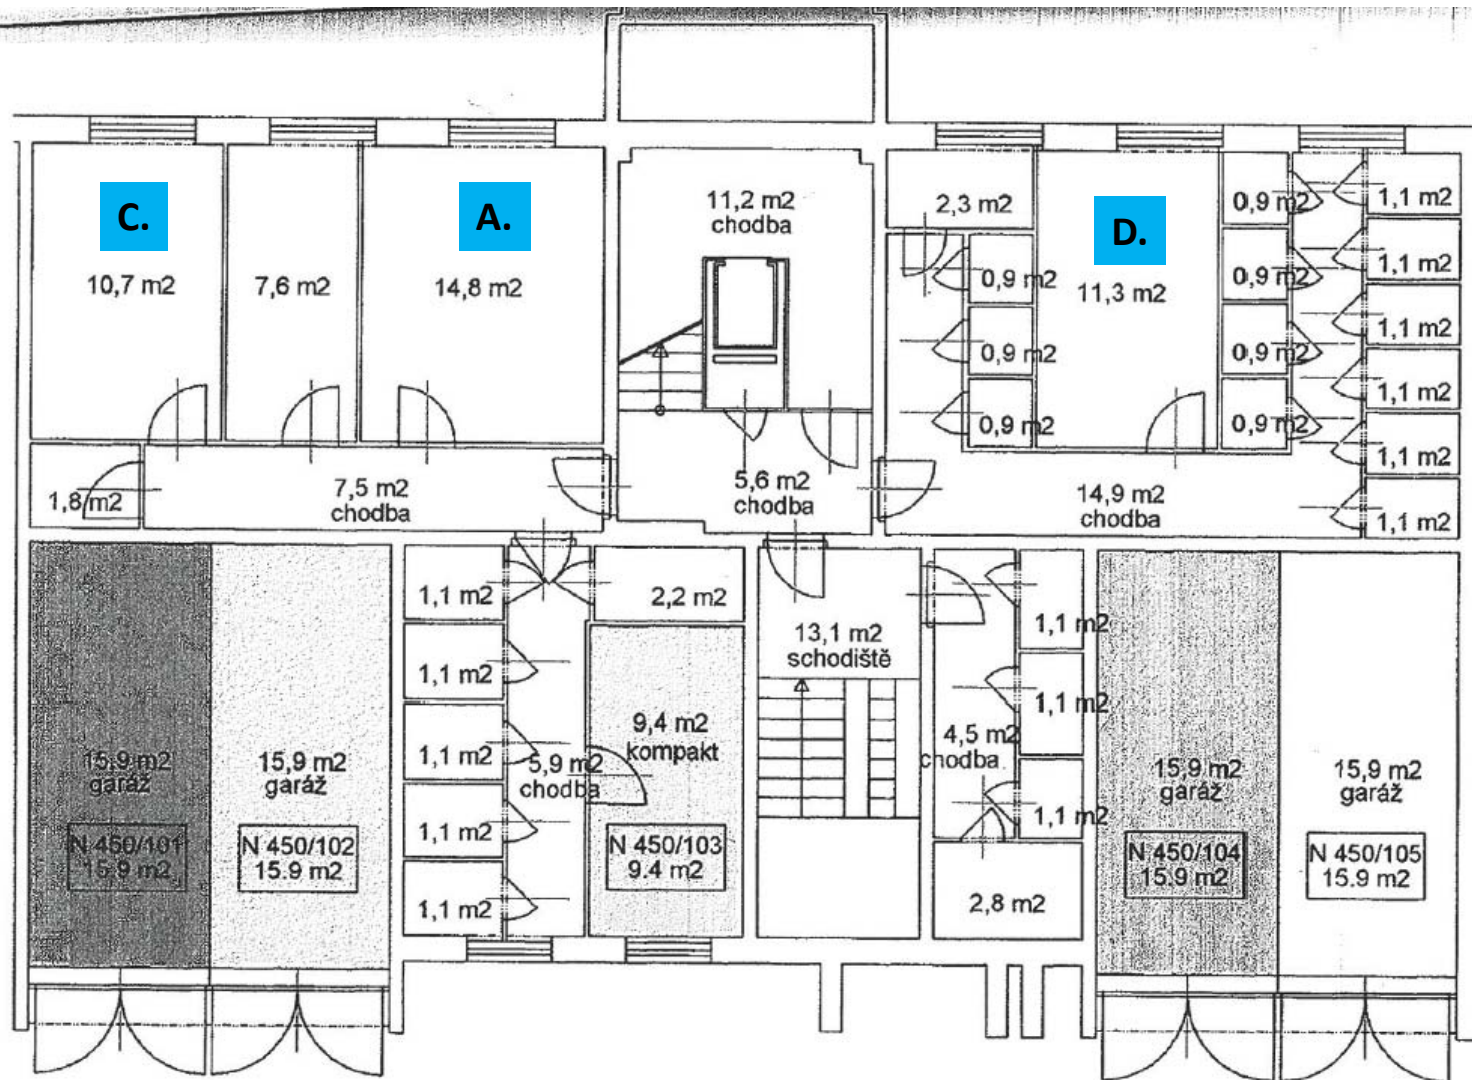 C.
A.
D.
10,7 m2
7,6 m2
14,8 m2
11,2 m2
chodba
2,3 m2
0,9 m2
0,9 m2
0,9 m2
11,3 m2
0,9 m2
0,9 m2
0,9 m2
0,9 m2
1,1 m2
1,1 m2
1,1 m2
1,1 m2
1,1 m2
1,1 m2
1,8 m2
7,5 m2
chodba
5,6 m2
chodba
14,9 m2
chodba
15,9 m2
garáž
N 450/101
15.9 m2
15,9 m2
garáž
N 450/102
15.9 m2
1,1 m2
1,1 m2
1,1 m2
1,1 m2
1,1 m2
5,9 m2
chodba
2,2 m2
9,4 m2
kompakt
N 450/103
9.4 m2
13,1 m2
schodiště
4,5 m2
chodba
1,1 m2
1,1 m2
1,1 m2
2,8 m2
15,9 m2
garáž
N 450/104
15.9 m2
15,9 m2
garáž
N 450/105
15.9 m2